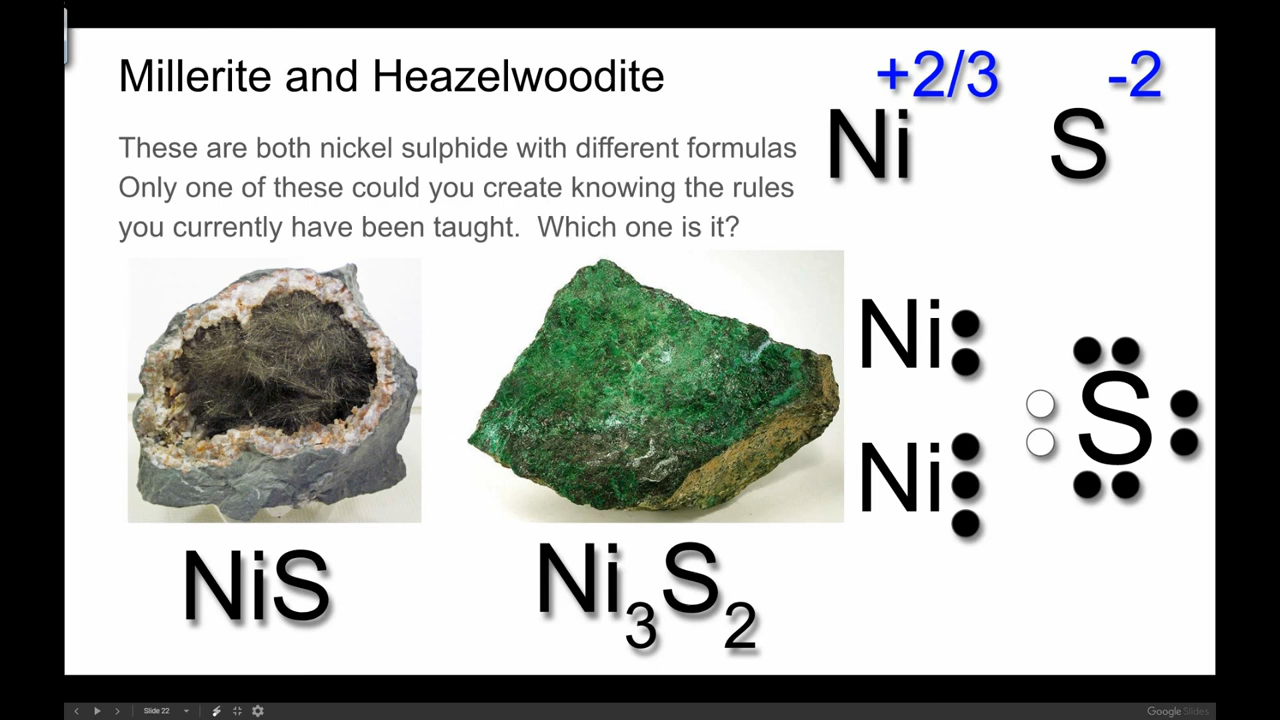 Millerite and Heazelwoodite
+2/3
-2
Ni
S
These are both nickel sulphide with different formulas
Only one of these could you create knowing the rules
you currently have been taught.  Which one is it?
Ni
S
Ni
NiS
Ni3S2
Slide 22
Google Slides